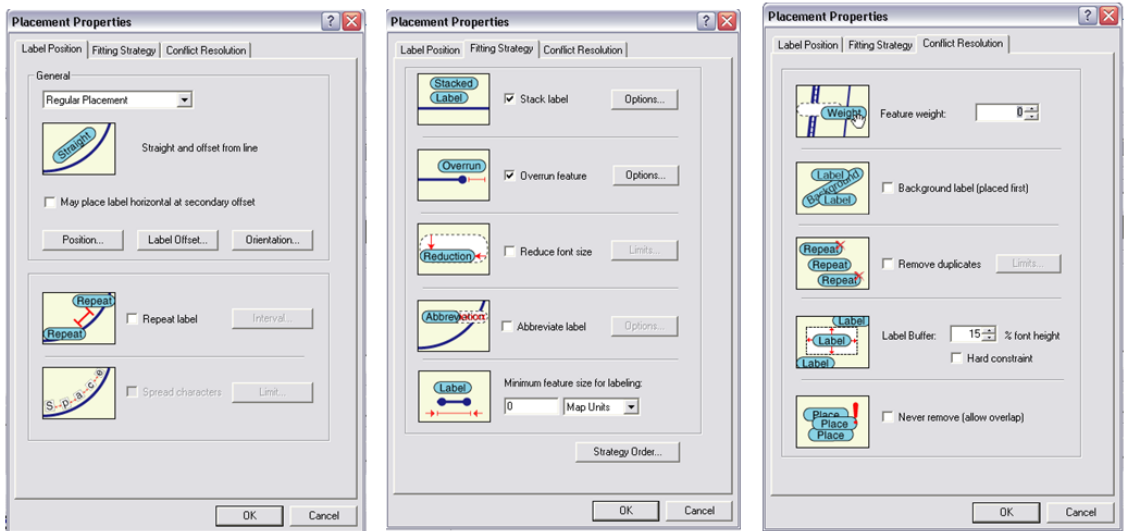 Placement Properties
Label Position
Fitting Strategy
Conflict Resolution
General
Regular Placement
Straight
Straight and offset from line
May place label horizontal at secondary offset
Position...
Label Offset...
Orientation...
Repeat
Repeat
Repeat label
Interval...
S..p..a..c..e
Spread characters
Limit...
OK
Cancel
Placement Properties
Label Position
Fitting Strategy
Conflict Resolution
Stacked
Label
Stack label
Options...
Overrun
Overrun feature
Options...
Reduction
Reduce font size
Limits...
Abbreviation
Abbreviate label
Options...
Label
Minimum feature size for labeling:
0
Map Units
Strategy Order...
OK
Cancel
Placement Properties
Label Position
Fitting Strategy
Conflict Resolution
Weight
Feature weight:
0
Label
Background
Label
Background label (placed first)
Repeat
Repeat
Repeat
Remove duplicates
Limits...
Label
Label
Label
Label Buffer:
15
% font height
Hard constraint
Place
Place
Place
!
Never remove (allow overlap)
OK
Cancel